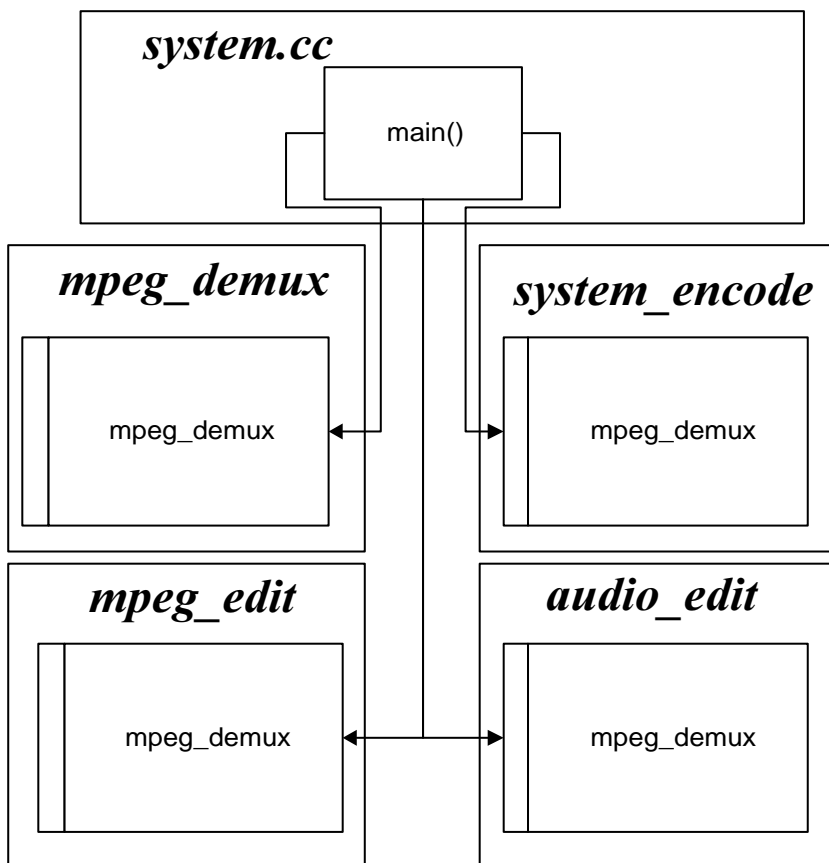 system.cc
main()
mpeg_demux
system_encode
mpeg_demux
mpeg_demux
mpeg_edit
audio_edit
mpeg_demux
mpeg_demux